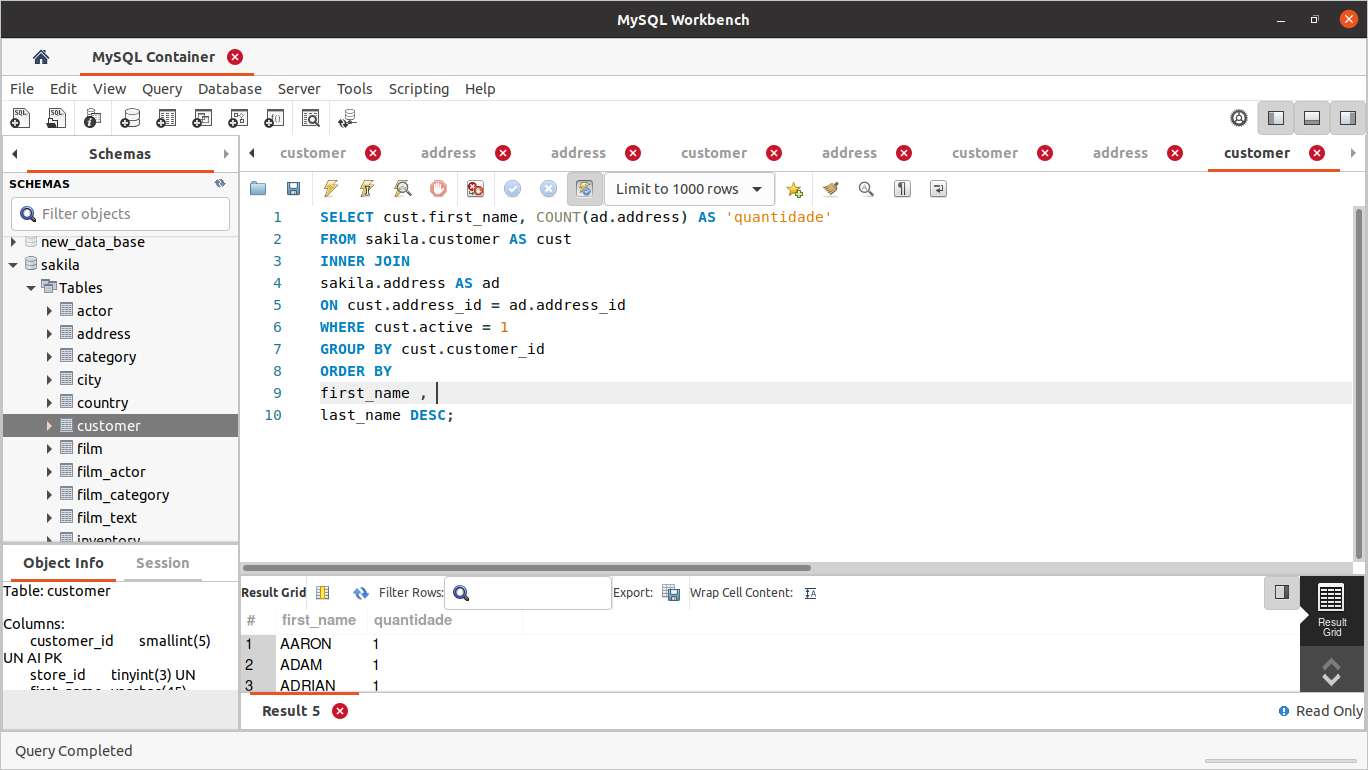 MySQL Workbench
MySQL Container
File Edit View Query Database Server Tools Scripting Help
Schemas
customer address address customer address customer address customer
SCHEMAS
Filter objects
Limit to 1000 rows
new_data_base
sakila
Tables
actor
address
category
city
country
customer
film
film_actor
film_category
film_text
inventory
1 SELECT cust.first_name, COUNT(ad.address) AS 'quantidade'
2 FROM sakila.customer AS cust
3 INNER JOIN
4 sakila.address AS ad
5 ON cust.address_id = ad.address_id
6 WHERE cust.active = 1
7 GROUP BY cust.customer_id
8 ORDER BY
9 first_name ,
10 last_name DESC;
Object Info Session
Table: customer
Columns:
customer_id smallint(5)
UN AI PK
store_id tinyint(3) UN
first_name varchar(45)
Result Grid Filter Rows: Export: Wrap Cell Content:
# first_name quantidade
1 AARON 1
2 ADAM 1
3 ADRIAN 1
Result
Grid
Result 5
Read Only
Query Completed